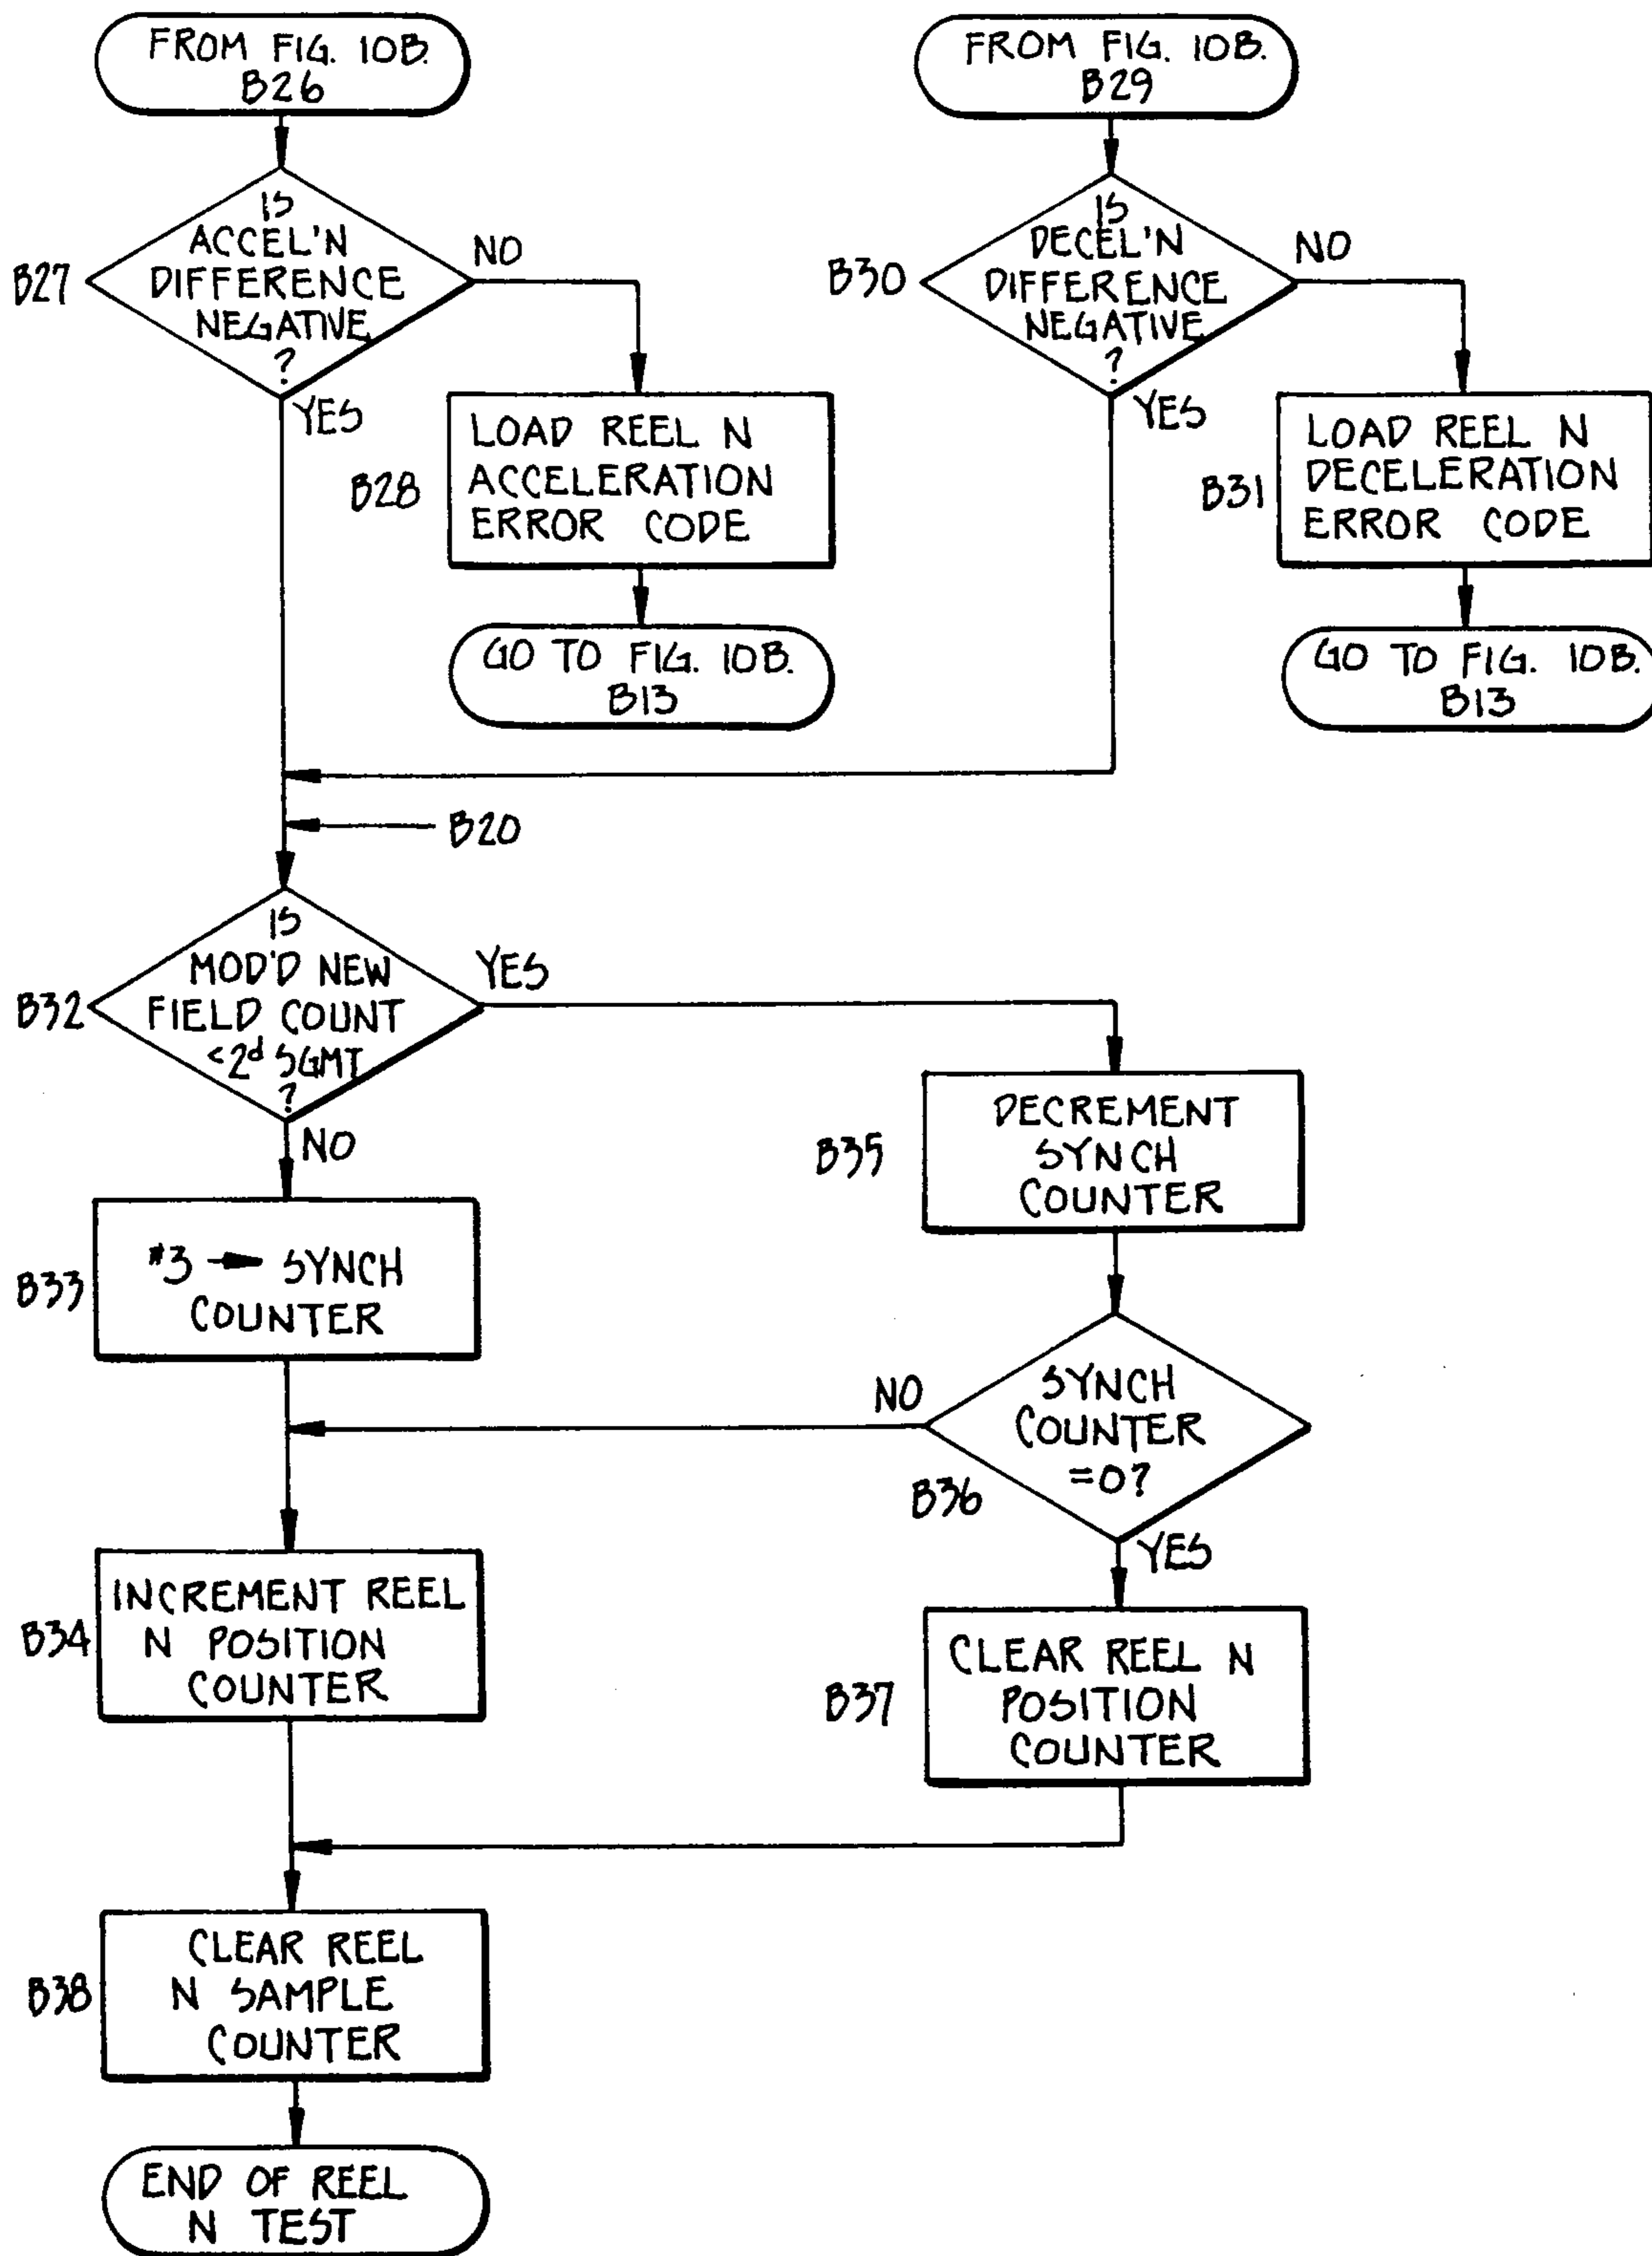 FROM FIG. 10B.
B26
IS
ACCEL'N
DIFFERENCE
NEGATIVE
?
B27
NO
YES
LOAD REEL N
ACCELERATION
ERROR CODE
B28
GO TO FIG. 10B.
B13
FROM FIG. 10B.
B29
IS
DECEL'N
DIFFERENCE
NEGATIVE
?
B30
NO
YES
LOAD REEL N
DECELERATION
ERROR CODE
B31
GO TO FIG. 10B.
B13
B20
IS
MOD'D NEW
FIELD COUNT
<2d SGMT
?
B32
YES
NO
#3 → SYNCH
COUNTER
B33
DECREMENT
SYNCH
COUNTER
B35
SYNCH
COUNTER
=0?
B36
NO
YES
INCREMENT REEL
N POSITION
COUNTER
B34
CLEAR REEL N
POSITION
COUNTER
B37
CLEAR REEL
N SAMPLE
COUNTER
B38
END OF REEL
N TEST